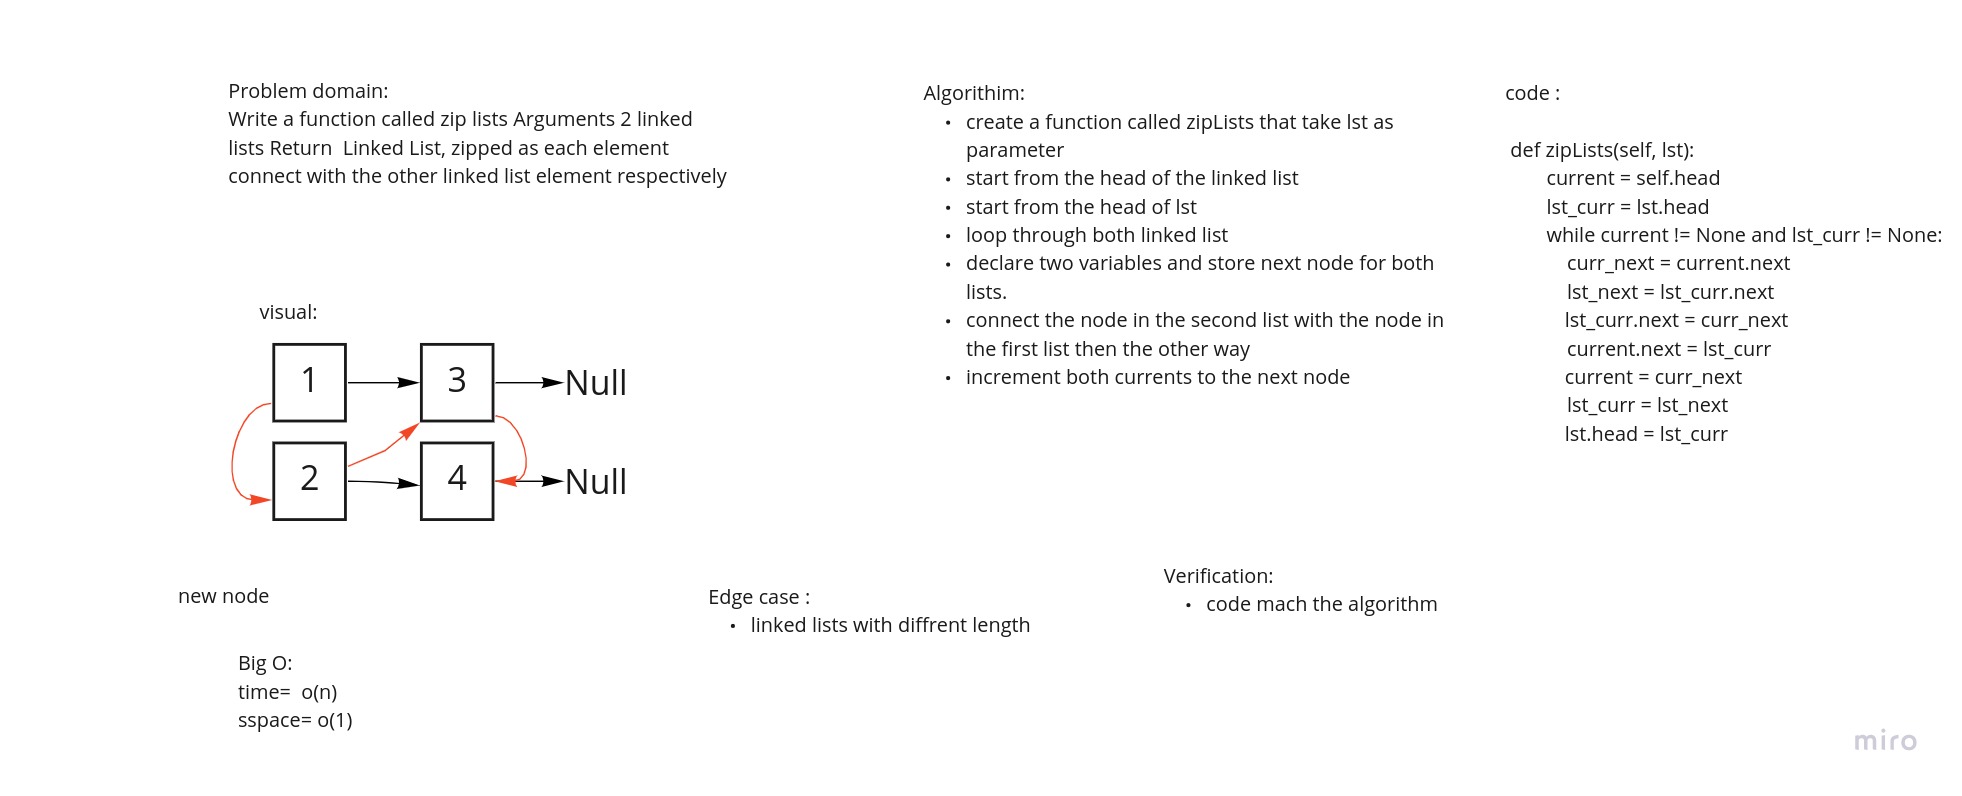 Problem domain:
Write a function called zip lists Arguments 2 linked
lists Return  Linked List, zipped as each element
connect with the other linked list element respectively
visual:
1
3
Null
2
4
Null
new node
Big O:
time=  o(n)
sspace= o(1)
Algorithim:
• create a function called zipLists that take lst as
parameter
• start from the head of the linked list
• start from the head of lst
• loop through both linked list
• declare two variables and store next node for both
lists.
• connect the node in the second list with the node in
the first list then the other way
• increment both currents to the next node
Edge case :
• linked lists with diffrent length
Verification:
• code mach the algorithm
code :
def zipLists(self, lst):
current = self.head
lst_curr = lst.head
while current != None and lst_curr != None:
curr_next = current.next
lst_next = lst_curr.next
lst_curr.next = curr_next
current.next = lst_curr
current = curr_next
lst_curr = lst_next
lst.head = lst_curr
miro